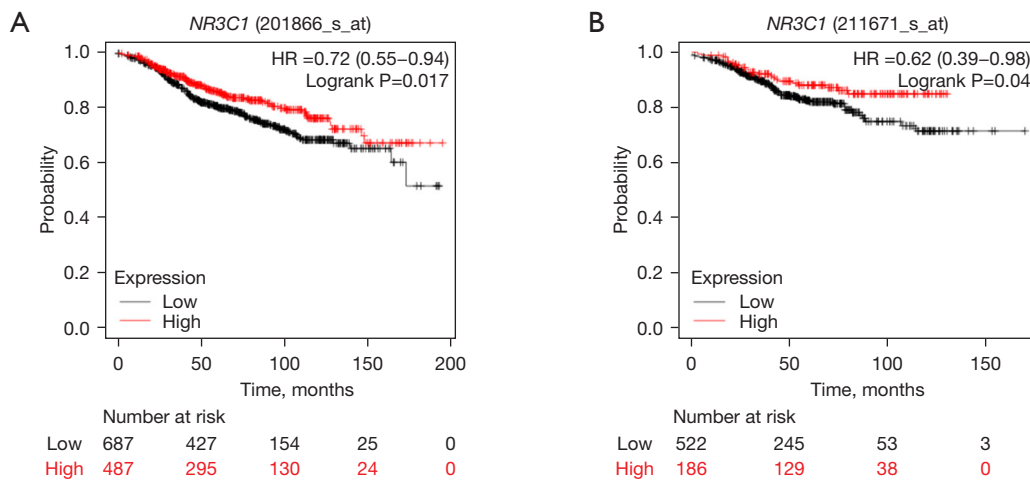 A
NR3C1 (201866_s_at)
HR =0.72 (0.55–0.94)
Logrank P=0.017
Probability
1.0
0.8
0.6
0.4
0.2
0.0
Expression
Low
High
0 50 100 150 200
Time, months
Number at risk
Low 687 427 154 25 0
High 487 295 130 24 0
B
NR3C1 (211671_s_at)
HR =0.62 (0.39–0.98)
Logrank P=0.04
Probability
1.0
0.8
0.6
0.4
0.2
0.0
Expression
Low
High
0 50 100 150
Time, months
Number at risk
Low 522 245 53 3
High 186 129 38 0